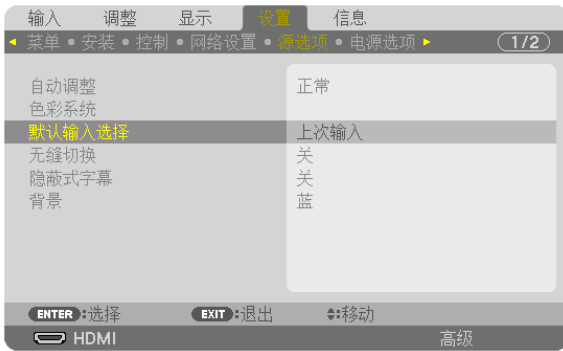 输入 调整 显示 设置 信息
菜单 • 安装 • 控制 • 网络设置 • 源选项 • 电源选项 1/2
自动调整 正常
色彩系统
默认输入选择 上次输入
无缝切换 关
隐蔽式字幕 关
背景 蓝
ENTER:选择 EXIT:退出 :移动
HDMI 高级